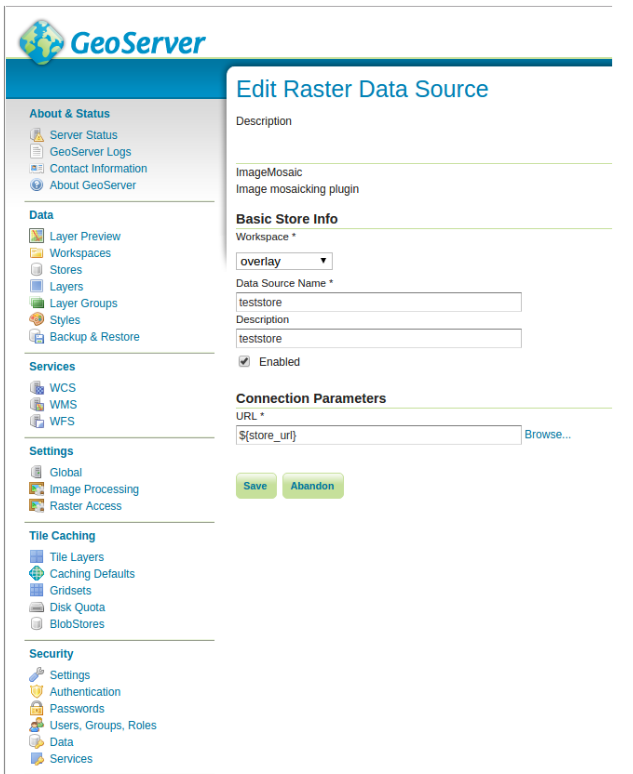 GeoServer
About & Status
Server Status
GeoServer Logs
Contact Information
About GeoServer
Data
Layer Preview
Workspaces
Stores
Layers
Layer Groups
Styles
Backup & Restore
Services
WCS
WMS
WFS
Settings
Global
Image Processing
Raster Access
Tile Caching
Tile Layers
Caching Defaults
Gridsets
Disk Quota
BlobStores
Security
Settings
Authentication
Passwords
Users, Groups, Roles
Data
Services
Edit Raster Data Source
Description
ImageMosaic
Image mosaicking plugin
Basic Store Info
Workspace *
overlay
Data Source Name *
teststore
Description
teststore
Enabled
Connection Parameters
URL *
${store_url} Browse...
Save Abandon